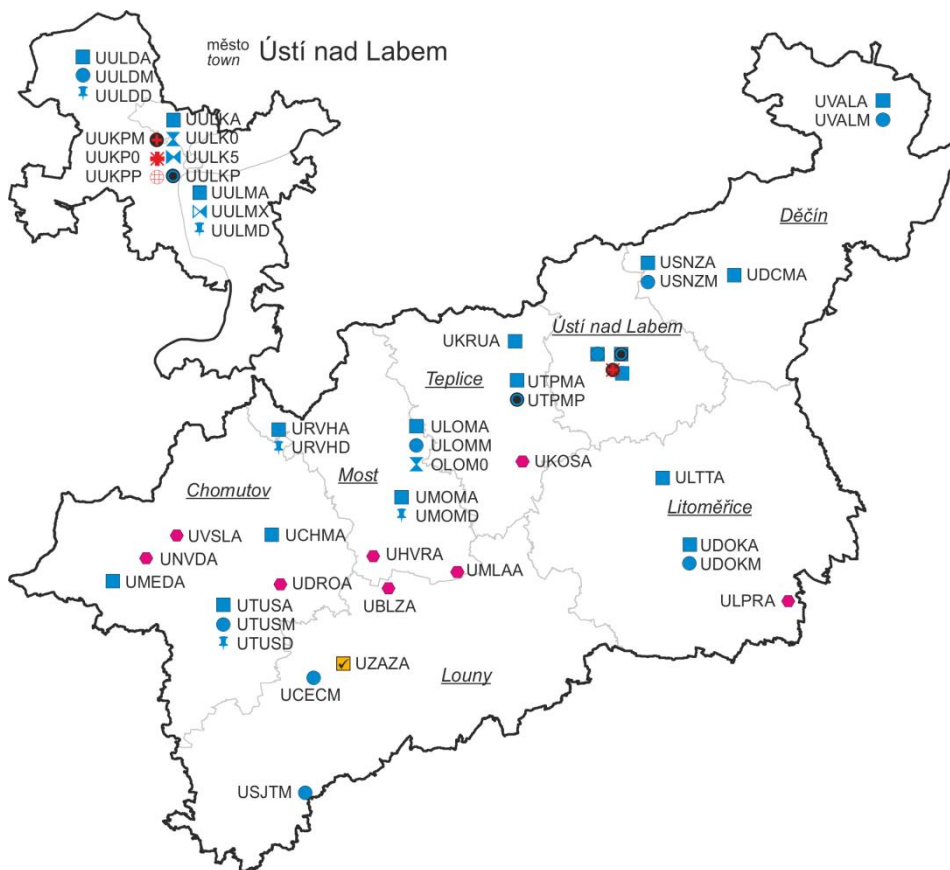 město
town
Ústí nad Labem
UULDA
UULDM
UULDD
UULKA
UUKPM UULK0
UUKP0 UULK5
UUKPP UULKP
UULMA
UULMX
UULMD
UVALA
UVALM
Děčín
USNZA
USNZM
UDCMA
Ústí nad Labem
UKRUA
Teplice
UTPMA
UTPMP
URVHA
URVHD
ULOMA
ULOMM
OLOM0
Most
UKOSA
ULTTA
Chomutov
UMOMA
UMOMD
Litoměřice
UVSLA
UCHMA
UDOKA
UDOKM
UNVDA
UHVRA
UMEDA
UDROA
UMLAA
UBLZA
ULPRA
UTUSA
UTUSM
UTUSD
UZAZA
Louny
UCECM
USJTM